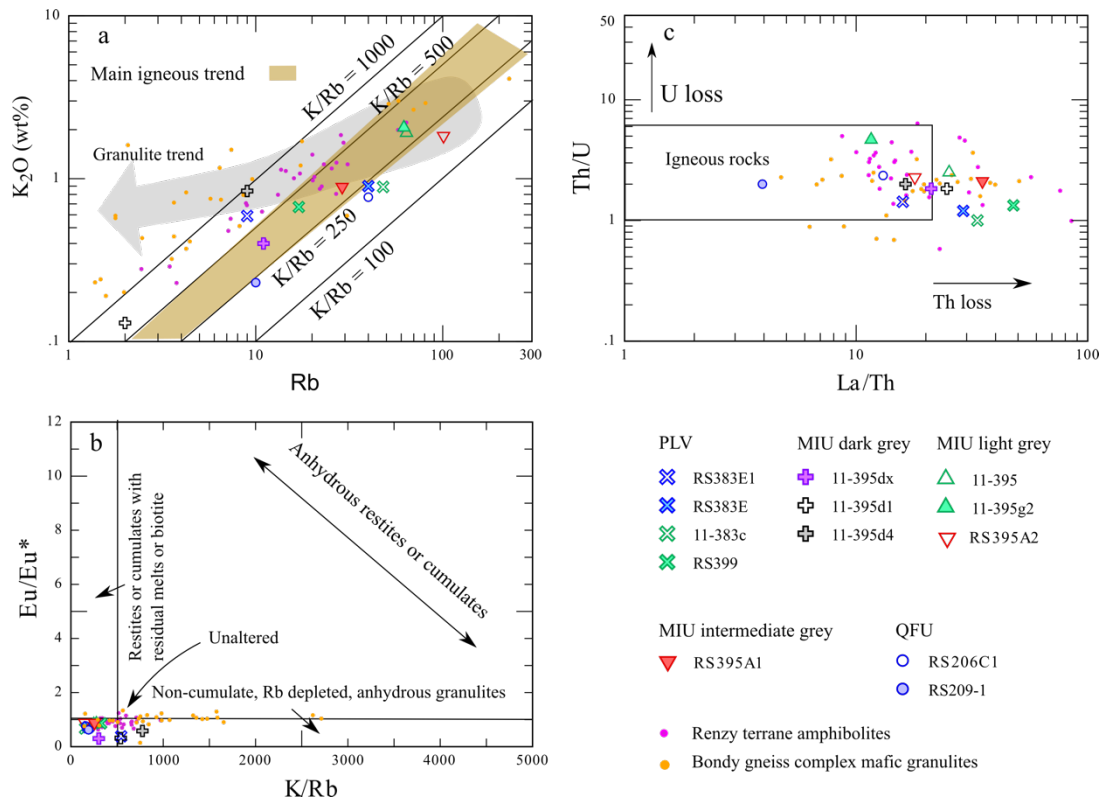 a
Main igneous trend
Granulite trend
K/Rb = 1000
K/Rb = 500
K/Rb = 250
K/Rb = 100
K2O (wt%)
10
1
.1
1
10
100
300
Rb
c
U loss
Igneous rocks
Th loss
Th/U
100
10
1
.1
1
10
100
La/Th
b
Anhydrous restites or cumulates
Restites or cumulates with
residual melts or biotite
Unaltered
Non-cumulate, Rb depleted, anhydrous granulites
Eu/Eu*
12
10
8
6
4
2
0
0
1000
2000
3000
4000
5000
K/Rb
PLV
RS383E1
RS383E
11-383c
RS399
MIU dark grey
11-395dx
11-395d1
11-395d4
MIU light grey
11-395
11-395g2
RS395A2
MIU intermediate grey
RS395A1
QFU
RS206C1
RS209-1
Renzy terrane amphibolites
Bondy gneiss complex mafic granulites